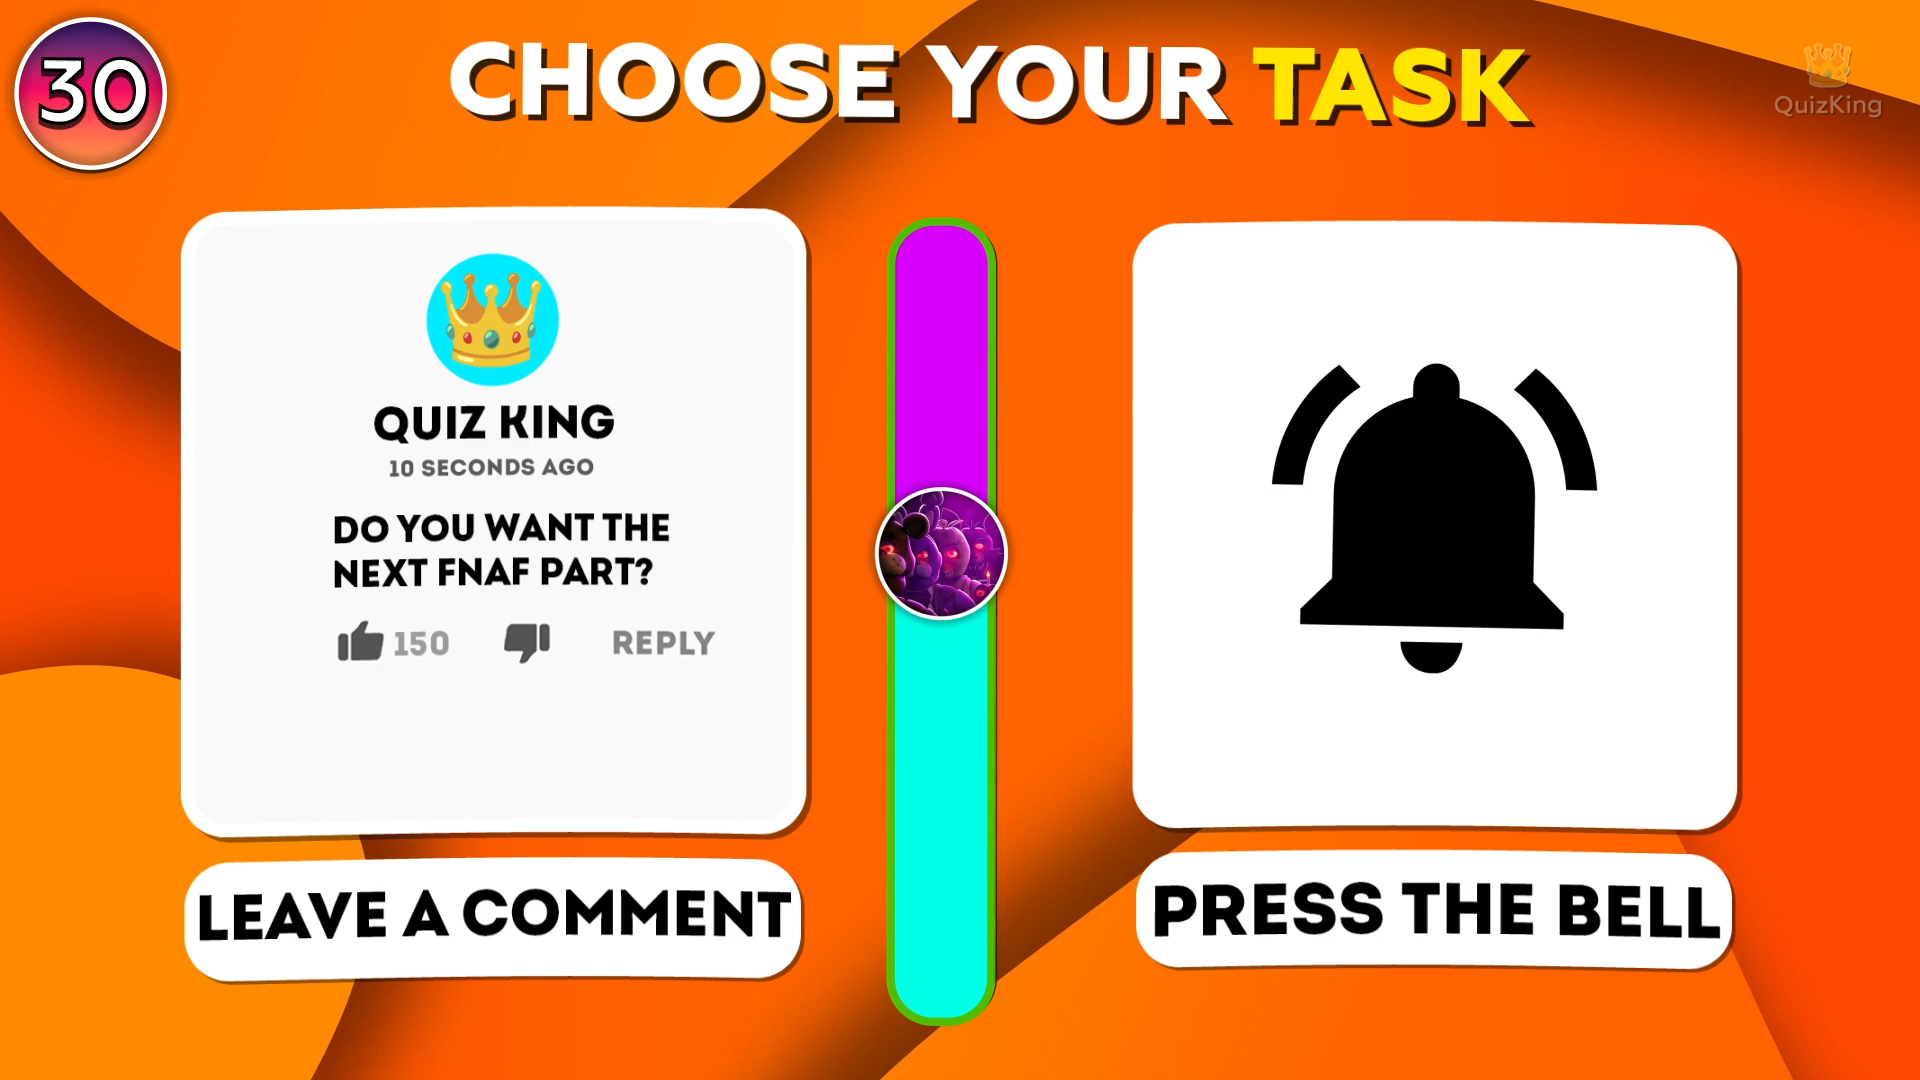 30
CHOOSE YOUR TASK
QuizKing
QUIZ KING
10 SECONDS AGO
DO YOU WANT THE
NEXT FNAF PART?
150 REPLY
LEAVE A COMMENT
PRESS THE BELL